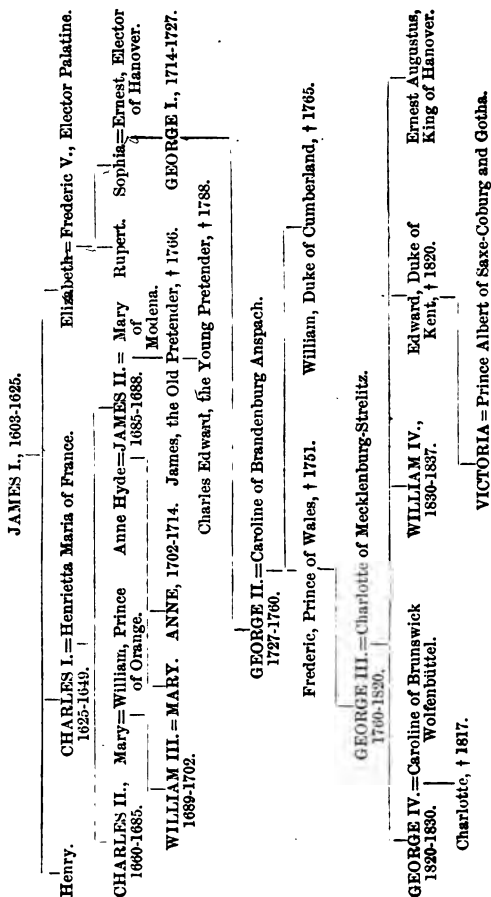 JAMES I., 1603-1625.
Henry.
CHARLES I.=Henrietta Maria of France.
1625-1649.
Elizabeth=Frederic V., Elector Palatine.
CHARLES II.,
1660-1685.
Mary=William, Prince
of Orange.
Anne Hyde=JAMES II.=Mary
1685-1688. of
Modena.
Rupert.
Sophia=Ernest, Elector
of Hanover.
WILLIAM III.=MARY.
1689-1702.
ANNE, 1702-1714.
James, the Old Pretender, † 1766.
GEORGE I., 1714-1727.
Charles Edward, the Young Pretender, † 1788.
GEORGE II.=Caroline of Brandenburg Anspach.
1727-1760.
Frederic, Prince of Wales, † 1751.
William, Duke of Cumberland, † 1765.
GEORGE III.=Charlotte of Mecklenburg-Strelitz.
1760-1820.
GEORGE IV.=Caroline of Brunswick
1820-1830. Wolfenbüttel.
WILLIAM IV.,
1830-1837.
Edward, Duke of
Kent, † 1820.
Ernest Augustus,
King of Hanover.
Charlotte, † 1817.
VICTORIA=Prince Albert of Saxe-Coburg and Gotha.